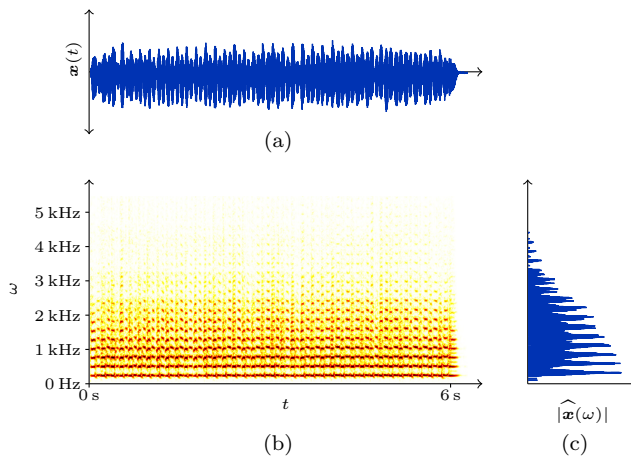 x(t)
(a)
5 kHz
4 kHz
3 kHz
2 kHz
1 kHz
0 Hz
ω
0 s
t
6 s
(b)
|x̂(ω)|
(c)